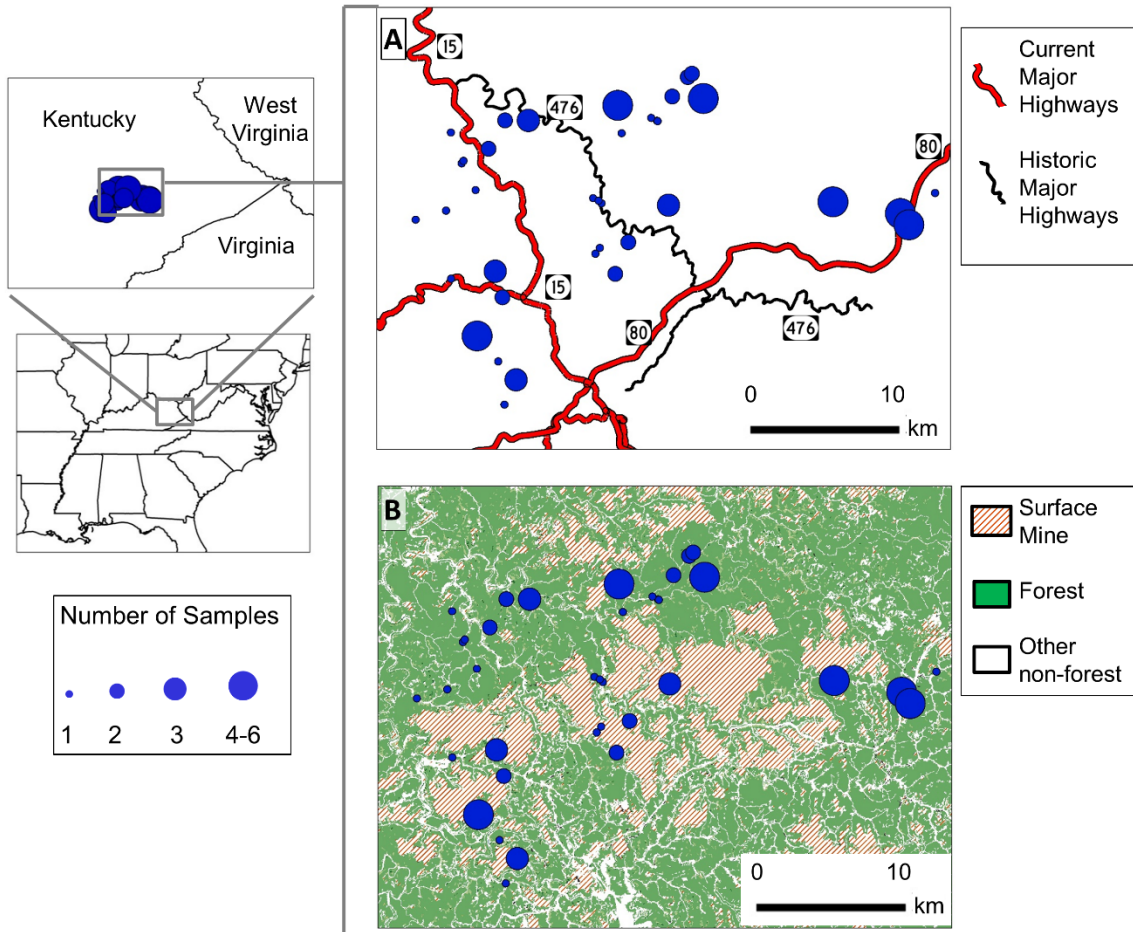 Kentucky
West
Virginia
Virginia
Number of Samples
1 2 3 4-6
A
15
476
80
15
80
476
0 10
km
Current
Major
Highways
Historic
Major
Highways
B
0 10
km
Surface
Mine
Forest
Other
non-forest